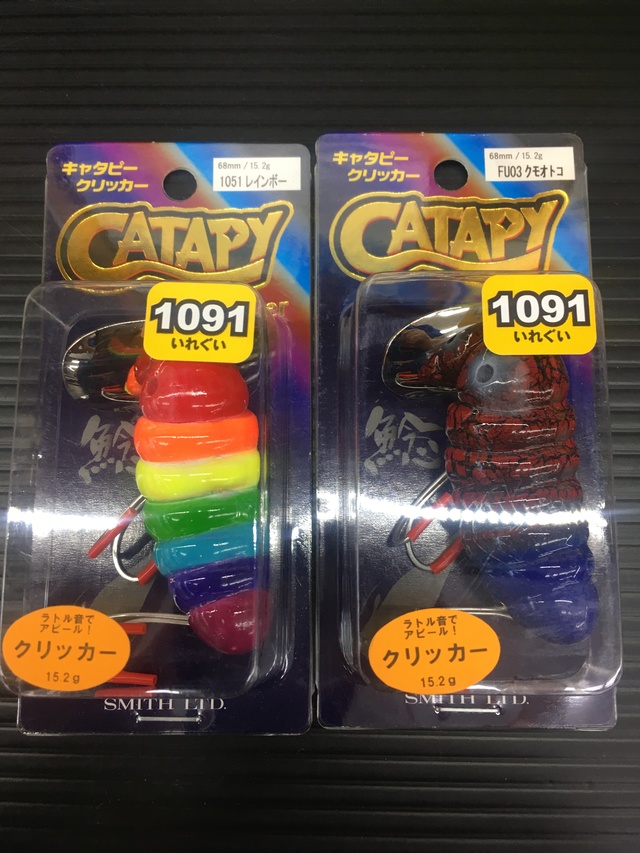 キャタピー
クリッカー
68mm / 15.2g
1051 レインボー
CATAPY
1091
いれぐい
鯰
ラトル音で
アピール!
クリッカー
15.2g
SMITH LTD.
キャタピー
クリッカー
68mm / 15.2g
FU03 クモオトコ
CATAPY
1091
いれぐい
鯰
ラトル音で
アピール!
クリッカー
15.2g
SMITH LTD.